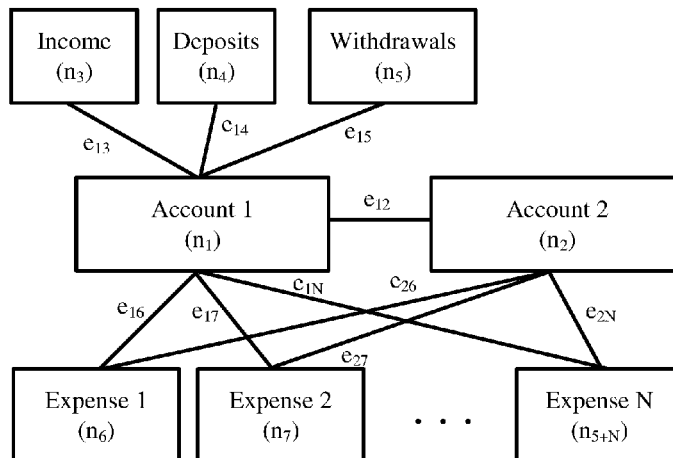 Income
(n₃)
Deposits
(n₄)
Withdrawals
(n₅)
e₁₃
e₁₄
e₁₅
Account 1
(n₁)
e₁₂
Account 2
(n₂)
e₁₆
e₁₇
e₁N
e₂₆
e₂₇
e₂N
Expense 1
(n₆)
Expense 2
(n₇)
. . .
Expense N
(n₅₊N)